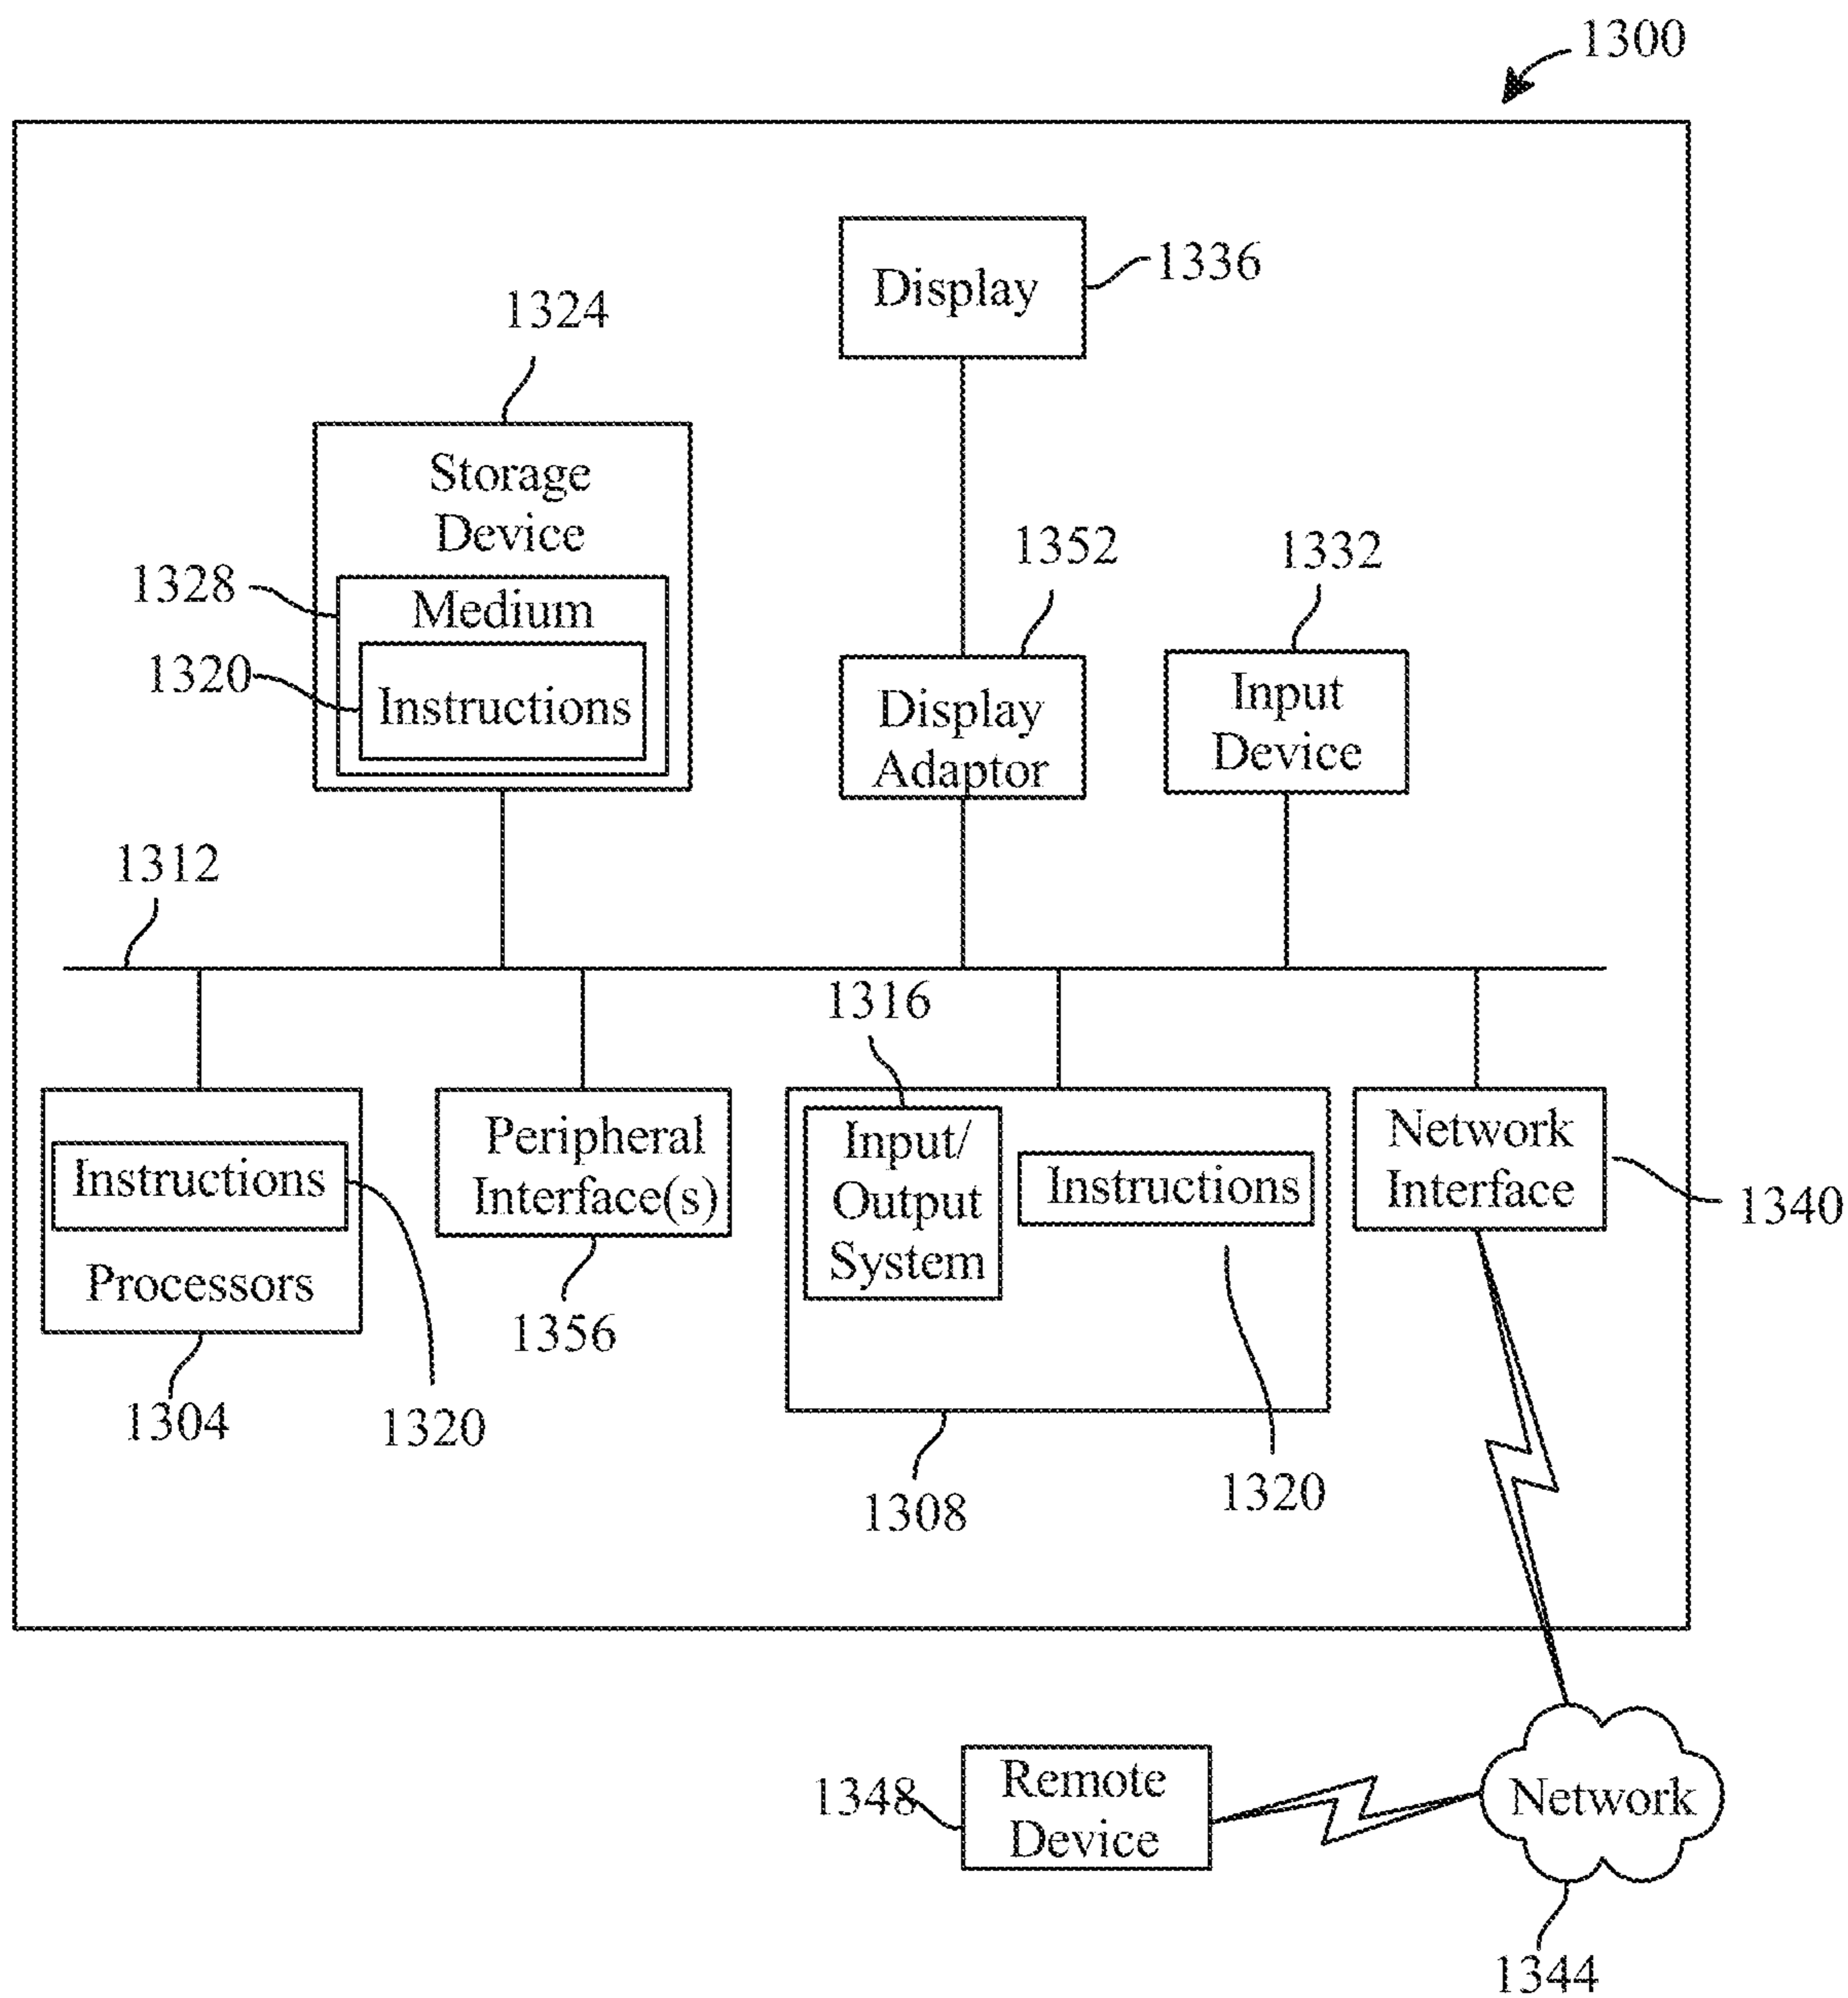 1300
Display
1336
1324
Storage
Device
1328
Medium
1320
Instructions
1352
Display
Adaptor
1332
Input
Device
1312
1316
Instructions
Processors
1304
1320
Peripheral
Interface(s)
1356
Input/
Output
System
Instructions
1308
1320
Network
Interface
1340
1348
Remote
Device
Network
1344